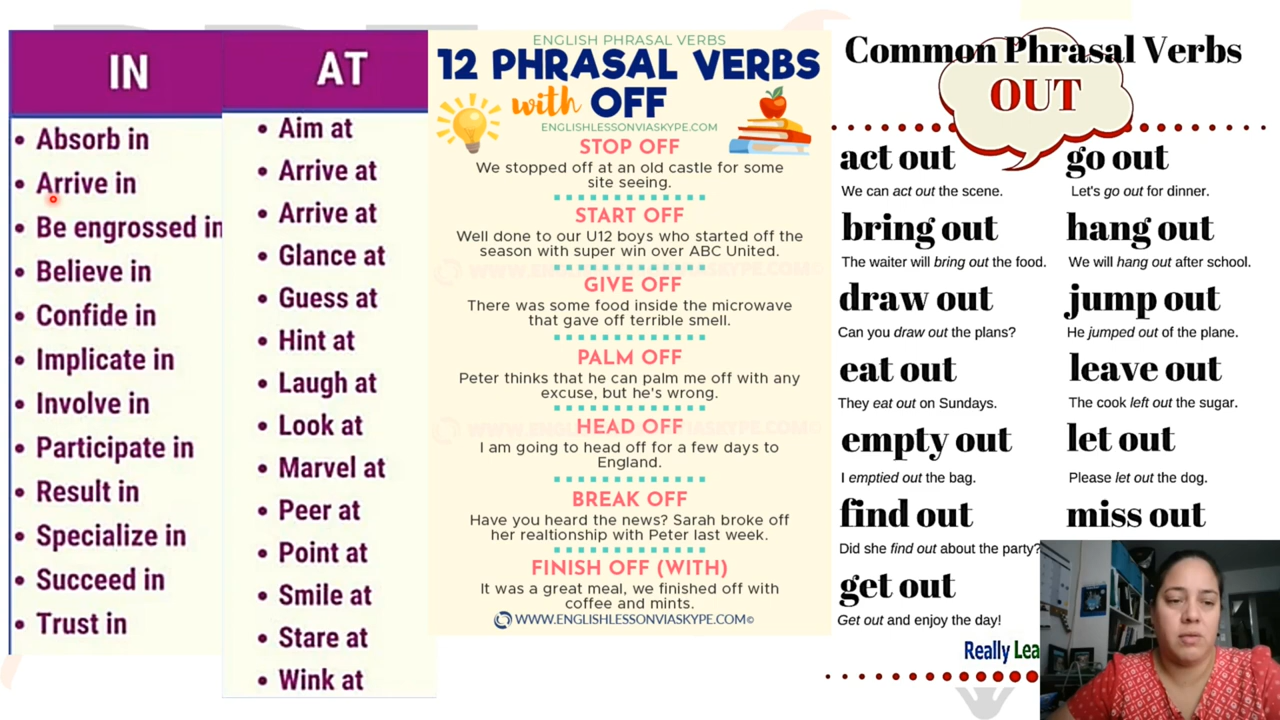 IN
• Absorb in
• Arrive in
• Be engrossed in
• Believe in
• Confide in
• Implicate in
• Involve in
• Participate in
• Result in
• Specialize in
• Succeed in
• Trust in
AT
• Aim at
• Arrive at
• Arrive at
• Glance at
• Guess at
• Hint at
• Laugh at
• Look at
• Marvel at
• Peer at
• Point at
• Smile at
• Stare at
• Wink at
ENGLISH PHRASAL VERBS
12 PHRASAL VERBS
with OFF
ENGLISHLESSONVIASKYPE.COM
STOP OFF
We stopped off at an old castle for some
site seeing.
START OFF
Well done to our U12 boys who started off the
season with super win over ABC United.
WWW.ENGLISHLESSONVIASKYPE.COM©
GIVE OFF
There was some food inside the microwave
that gave off terrible smell.
PALM OFF
Peter thinks that he can palm me off with any
excuse, but he's wrong.
WWW.ENGLISHLESSONVIASKYPE.COM©
HEAD OFF
I am going to head off for a few days to
England.
BREAK OFF
Have you heard the news? Sarah broke off
her realtionship with Peter last week.
FINISH OFF (WITH)
It was a great meal, we finished off with
coffee and mints.
WWW.ENGLISHLESSONVIASKYPE.COM©
Common Phrasal Verbs
OUT
act out
We can act out the scene.
bring out
The waiter will bring out the food.
draw out
Can you draw out the plans?
eat out
They eat out on Sundays.
empty out
I emptied out the bag.
find out
Did she find out about the party?
get out
Get out and enjoy the day!
go out
Let's go out for dinner.
hang out
We will hang out after school.
jump out
He jumped out of the plane.
leave out
The cook left out the sugar.
let out
Please let out the dog.
miss out
Really Lea